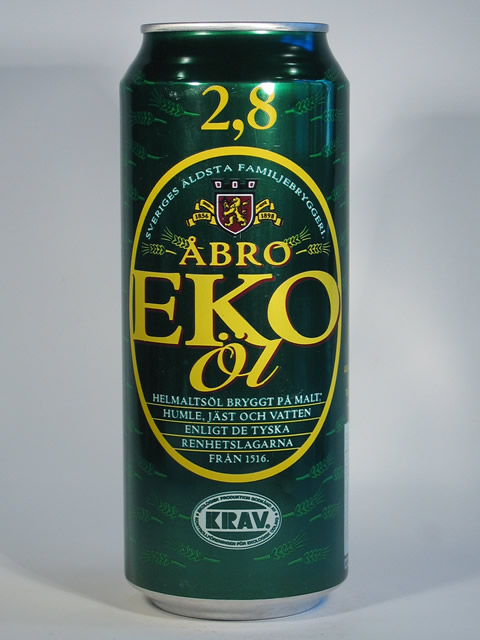 2,8
SVERIGES ÄLDSTA FAMILJEBRYGGERI
1856 1898
ÅBRO
EKO
öl
HELMALTSÖL BRYGGT PÅ MALT,
HUMLE, JÄST OCH VATTEN
ENLIGT DE TYSKA
RENHETSLAGARNA
FRÅN 1516.
KRAV.